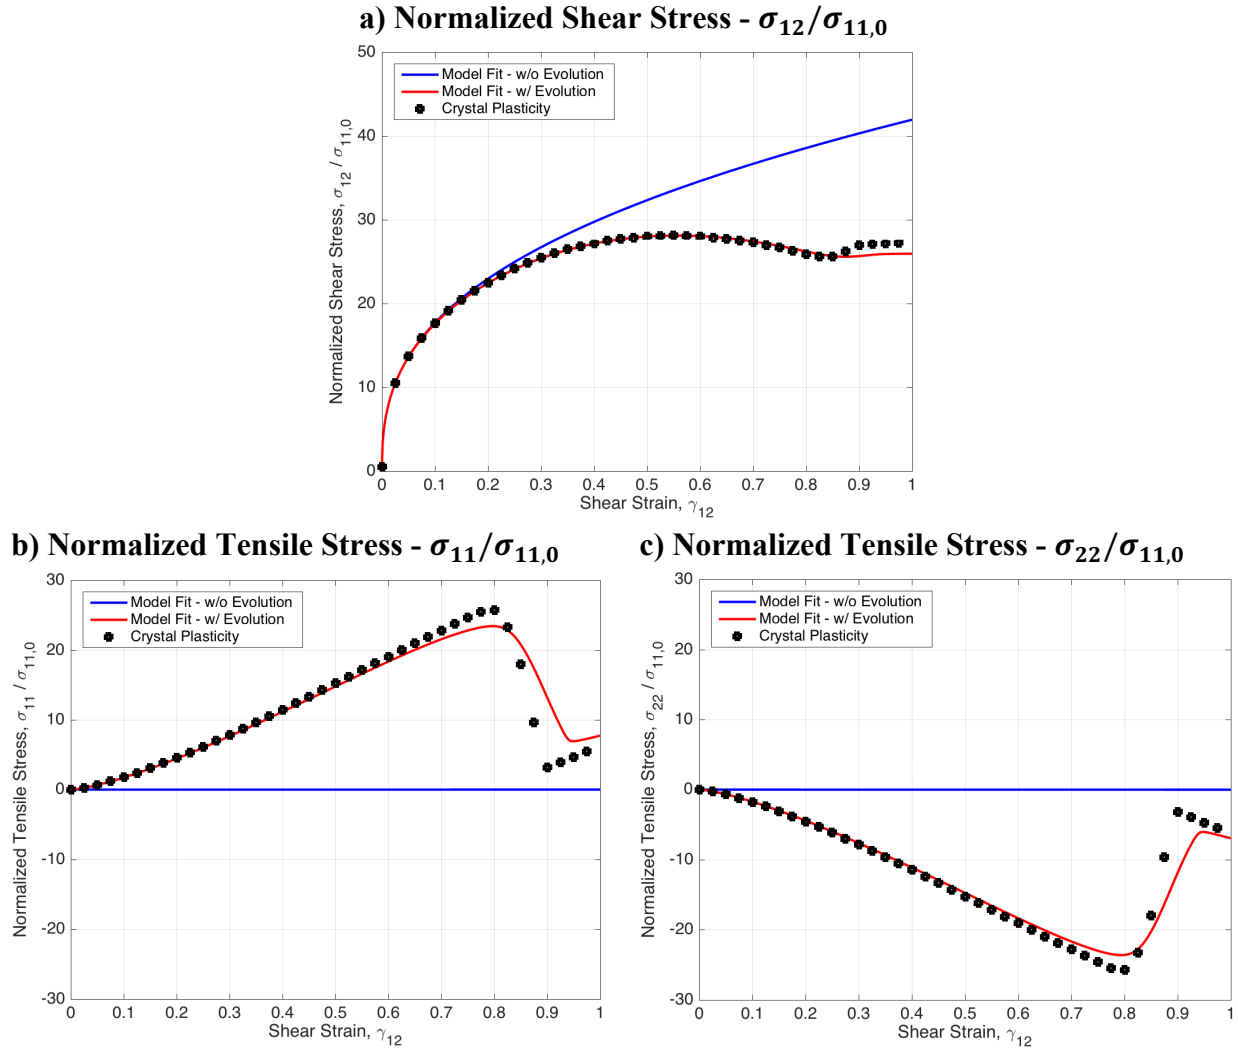 a) Normalized Shear Stress - σ12/σ11,0
50
40
30
20
10
0
Normalized Shear Stress, σ12 / σ11,0
Model Fit - w/o Evolution
Model Fit - w/ Evolution
Crystal Plasticity
0 0.1 0.2 0.3 0.4 0.5 0.6 0.7 0.8 0.9 1
Shear Strain, γ12
b) Normalized Tensile Stress - σ11/σ11,0
30
20
10
0
-10
-20
-30
Normalized Tensile Stress, σ11 / σ11,0
Model Fit - w/o Evolution
Model Fit - w/ Evolution
Crystal Plasticity
0 0.1 0.2 0.3 0.4 0.5 0.6 0.7 0.8 0.9 1
Shear Strain, γ12
c) Normalized Tensile Stress - σ22/σ11,0
30
20
10
0
-10
-20
-30
Normalized Tensile Stress, σ22 / σ11,0
Model Fit - w/o Evolution
Model Fit - w/ Evolution
Crystal Plasticity
0 0.1 0.2 0.3 0.4 0.5 0.6 0.7 0.8 0.9 1
Shear Strain, γ12